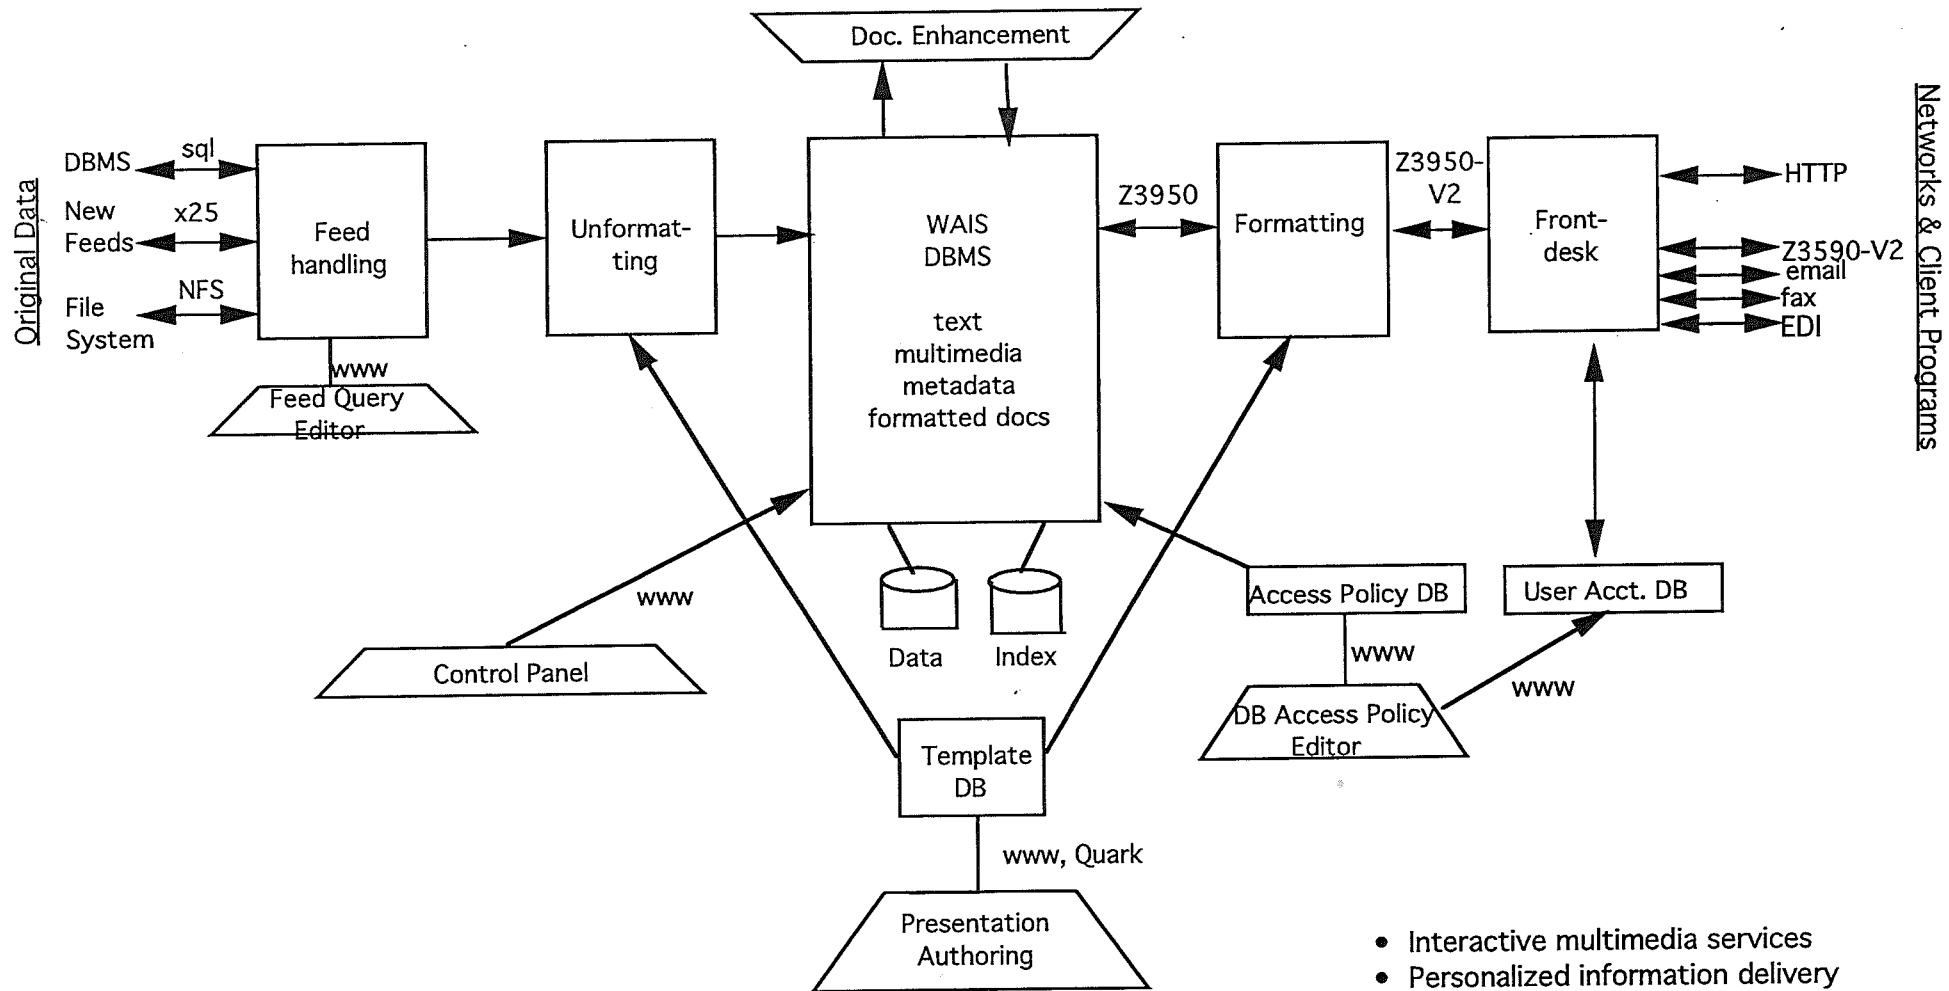 Doc. Enhancement
Original Data
DBMS
sql
New
Feeds
x25
File
System
NFS
Feed
handling
www
Feed Query
Editor
Unformat-
ting
WAIS
DBMS
text
multimedia
metadata
formatted docs
Z3950
Formatting
Z3950-
V2
Front-
desk
HTTP
Z3590-V2
email
fax
EDI
Networks & Client Programs
www
Control Panel
Data
Index
Access Policy DB
User Acct. DB
www
www
DB Access Policy
Editor
Template
DB
www, Quark
Presentation
Authoring
• Interactive multimedia services
• Personalized information delivery